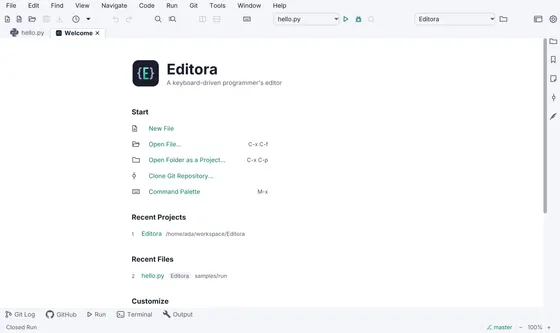 File Edit Find View Navigate Code Run Git Tools Window Help
hello.py Editora
hello.py Welcome
{E} Editora
A keyboard-driven programmer's editor
Start
New File
Open File... C-x C-f
Open Folder as a Project... C-x C-p
Clone Git Repository...
Command Palette M-x
Recent Projects
1 Editora /home/ada/workspace/Editora
Recent Files
2 hello.py Editora samples/run
Customize
Git Log GitHub Run Terminal Output
Closed Run master − 100% +